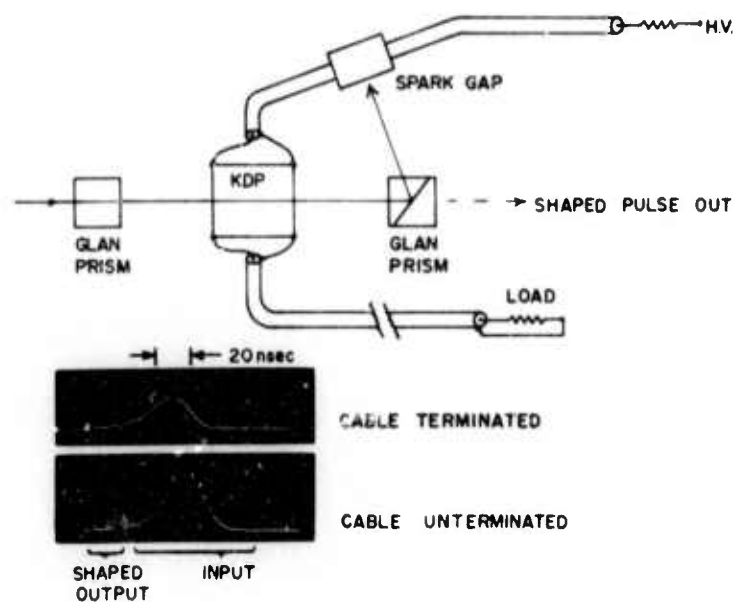 H.V.
SPARK GAP
KDP
GLAN
PRISM
GLAN
PRISM
SHAPED PULSE OUT
LOAD
20 nsec
CABLE TERMINATED
CABLE UNTERMINATED
SHAPED
OUTPUT
INPUT